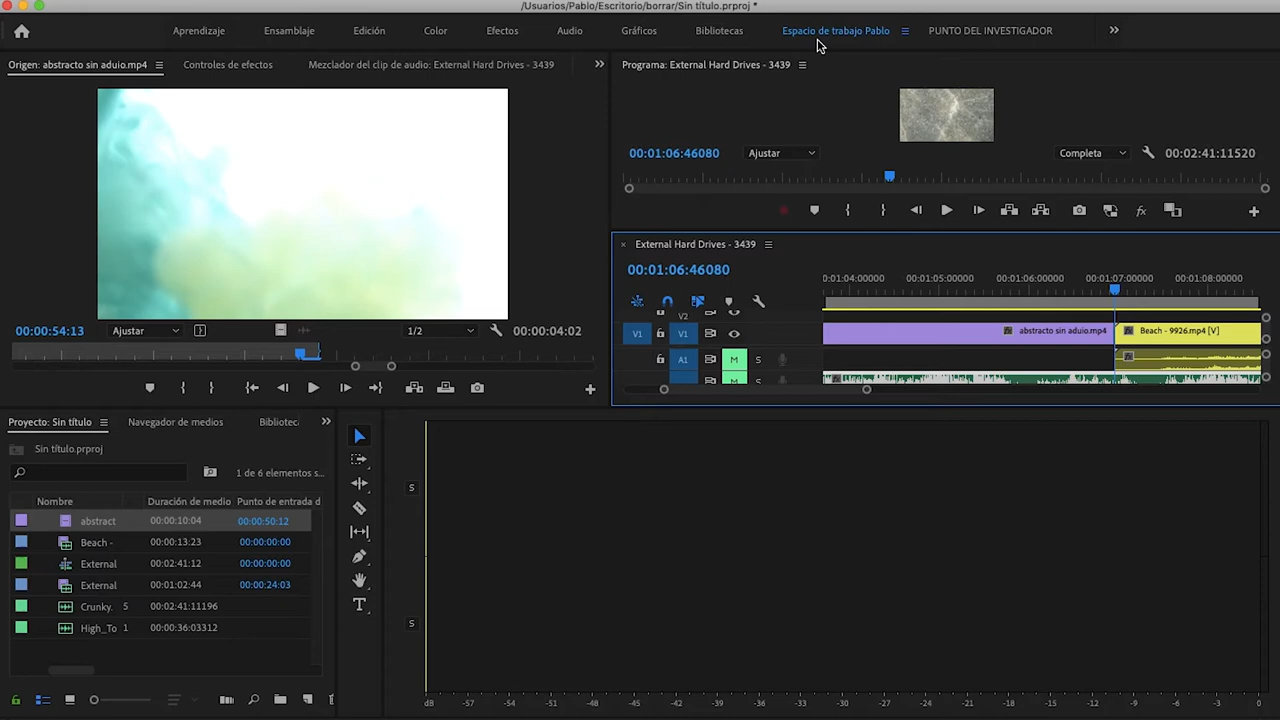 /Usuarios/Pablo/Escritorio/borrar/Sin título.prproj *
Aprendizaje Ensamblaje Edición Color Efectos Audio Gráficos Bibliotecas Espacio de trabajo Pablo PUNTO DEL INVESTIGADOR
Origen: abstracto sin aduio.mp4 Controles de efectos Mezclador del clip de audio: External Hard Drives - 3439
00:00:54:13 Ajustar 1/2 00:00:04:02
Programa: External Hard Drives - 3439
00:01:06:46080 Ajustar Completa 00:02:41:11520
External Hard Drives - 3439
00:01:06:46080
0:01:04:00000 00:01:05:00000 00:01:06:00000 00:01:07:00000 00:01:08:00000
V2
V1 V1 abstracto sin aduio.mp4 Beach - 9926.mp4 [V]
A1 M S
M S
Proyecto: Sin título Navegador de medios Bibliotec
Sin título.prproj
1 de 6 elementos s...
Nombre Duración de medio Punto de entrada d
abstract 00:00:10:04 00:00:50:12
Beach - 00:00:13:23 00:00:00:00
External 00:02:41:12 00:00:00:00
External 00:01:02:44 00:00:24:03
Crunky. 5 00:02:41:11196
High_To 1 00:00:36:03312
S
S
dB -57 -54 -51 -48 -45 -42 -39 -36 -33 -30 -27 -24 -21 -18 -15 -12 -9 -6 -3 0